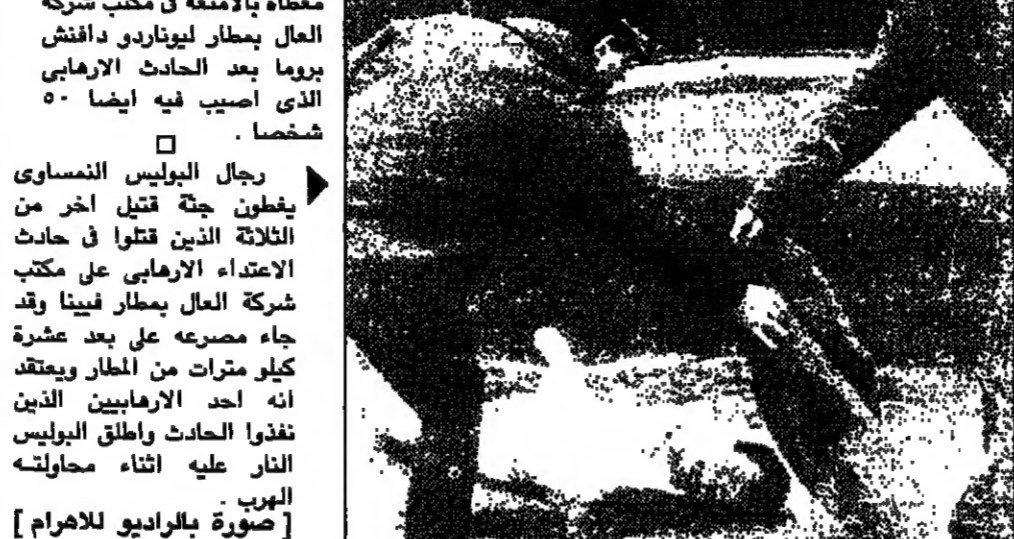 مغطاة بالامتعة فى مكتب شركة
العال بمطار ليوناردو دافنش
بروما بعد الحادث الارهابى
الذى اصيب فيه ايضا ٥٠
شخصا .
رجال البوليس النمساوى
يغطون جثة قتيل اخر من
الثلاثة الذين قتلوا فى حادث
الاعتداء الارهابى على مكتب
شركة العال بمطار فيينا وقد
جاء مصرعه على بعد عشرة
كيلو مترات من المطار ويعتقد
انه احد الارهابيين الذين
نفذوا الحادث واطلق البوليس
النار عليه اثناء محاولته
الهرب .
[ صورة بالراديو للاهرام ]